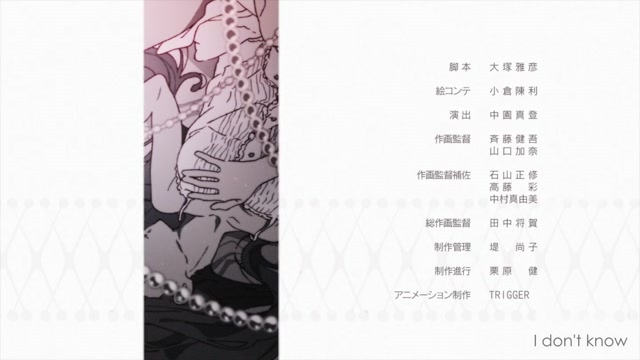 脚本 大塚雅彦
絵コンテ 小倉陳利
演出 中園真登
作画監督 斉藤健吾
山口加奈
作画監督補佐 石山正修
高藤 彩
中村真由美
総作画監督 田中将賀
制作管理 堤 尚子
制作進行 栗原 健
アニメーション制作 TRIGGER
I don't know